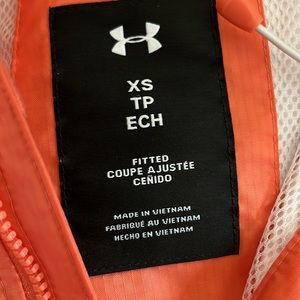 XS
TP
ECH
FITTED
COUPE AJUSTÉE
CEÑIDO
MADE IN VIETNAM
FABRIQUÉ AU VIETNAM
HECHO EN VIETNAM